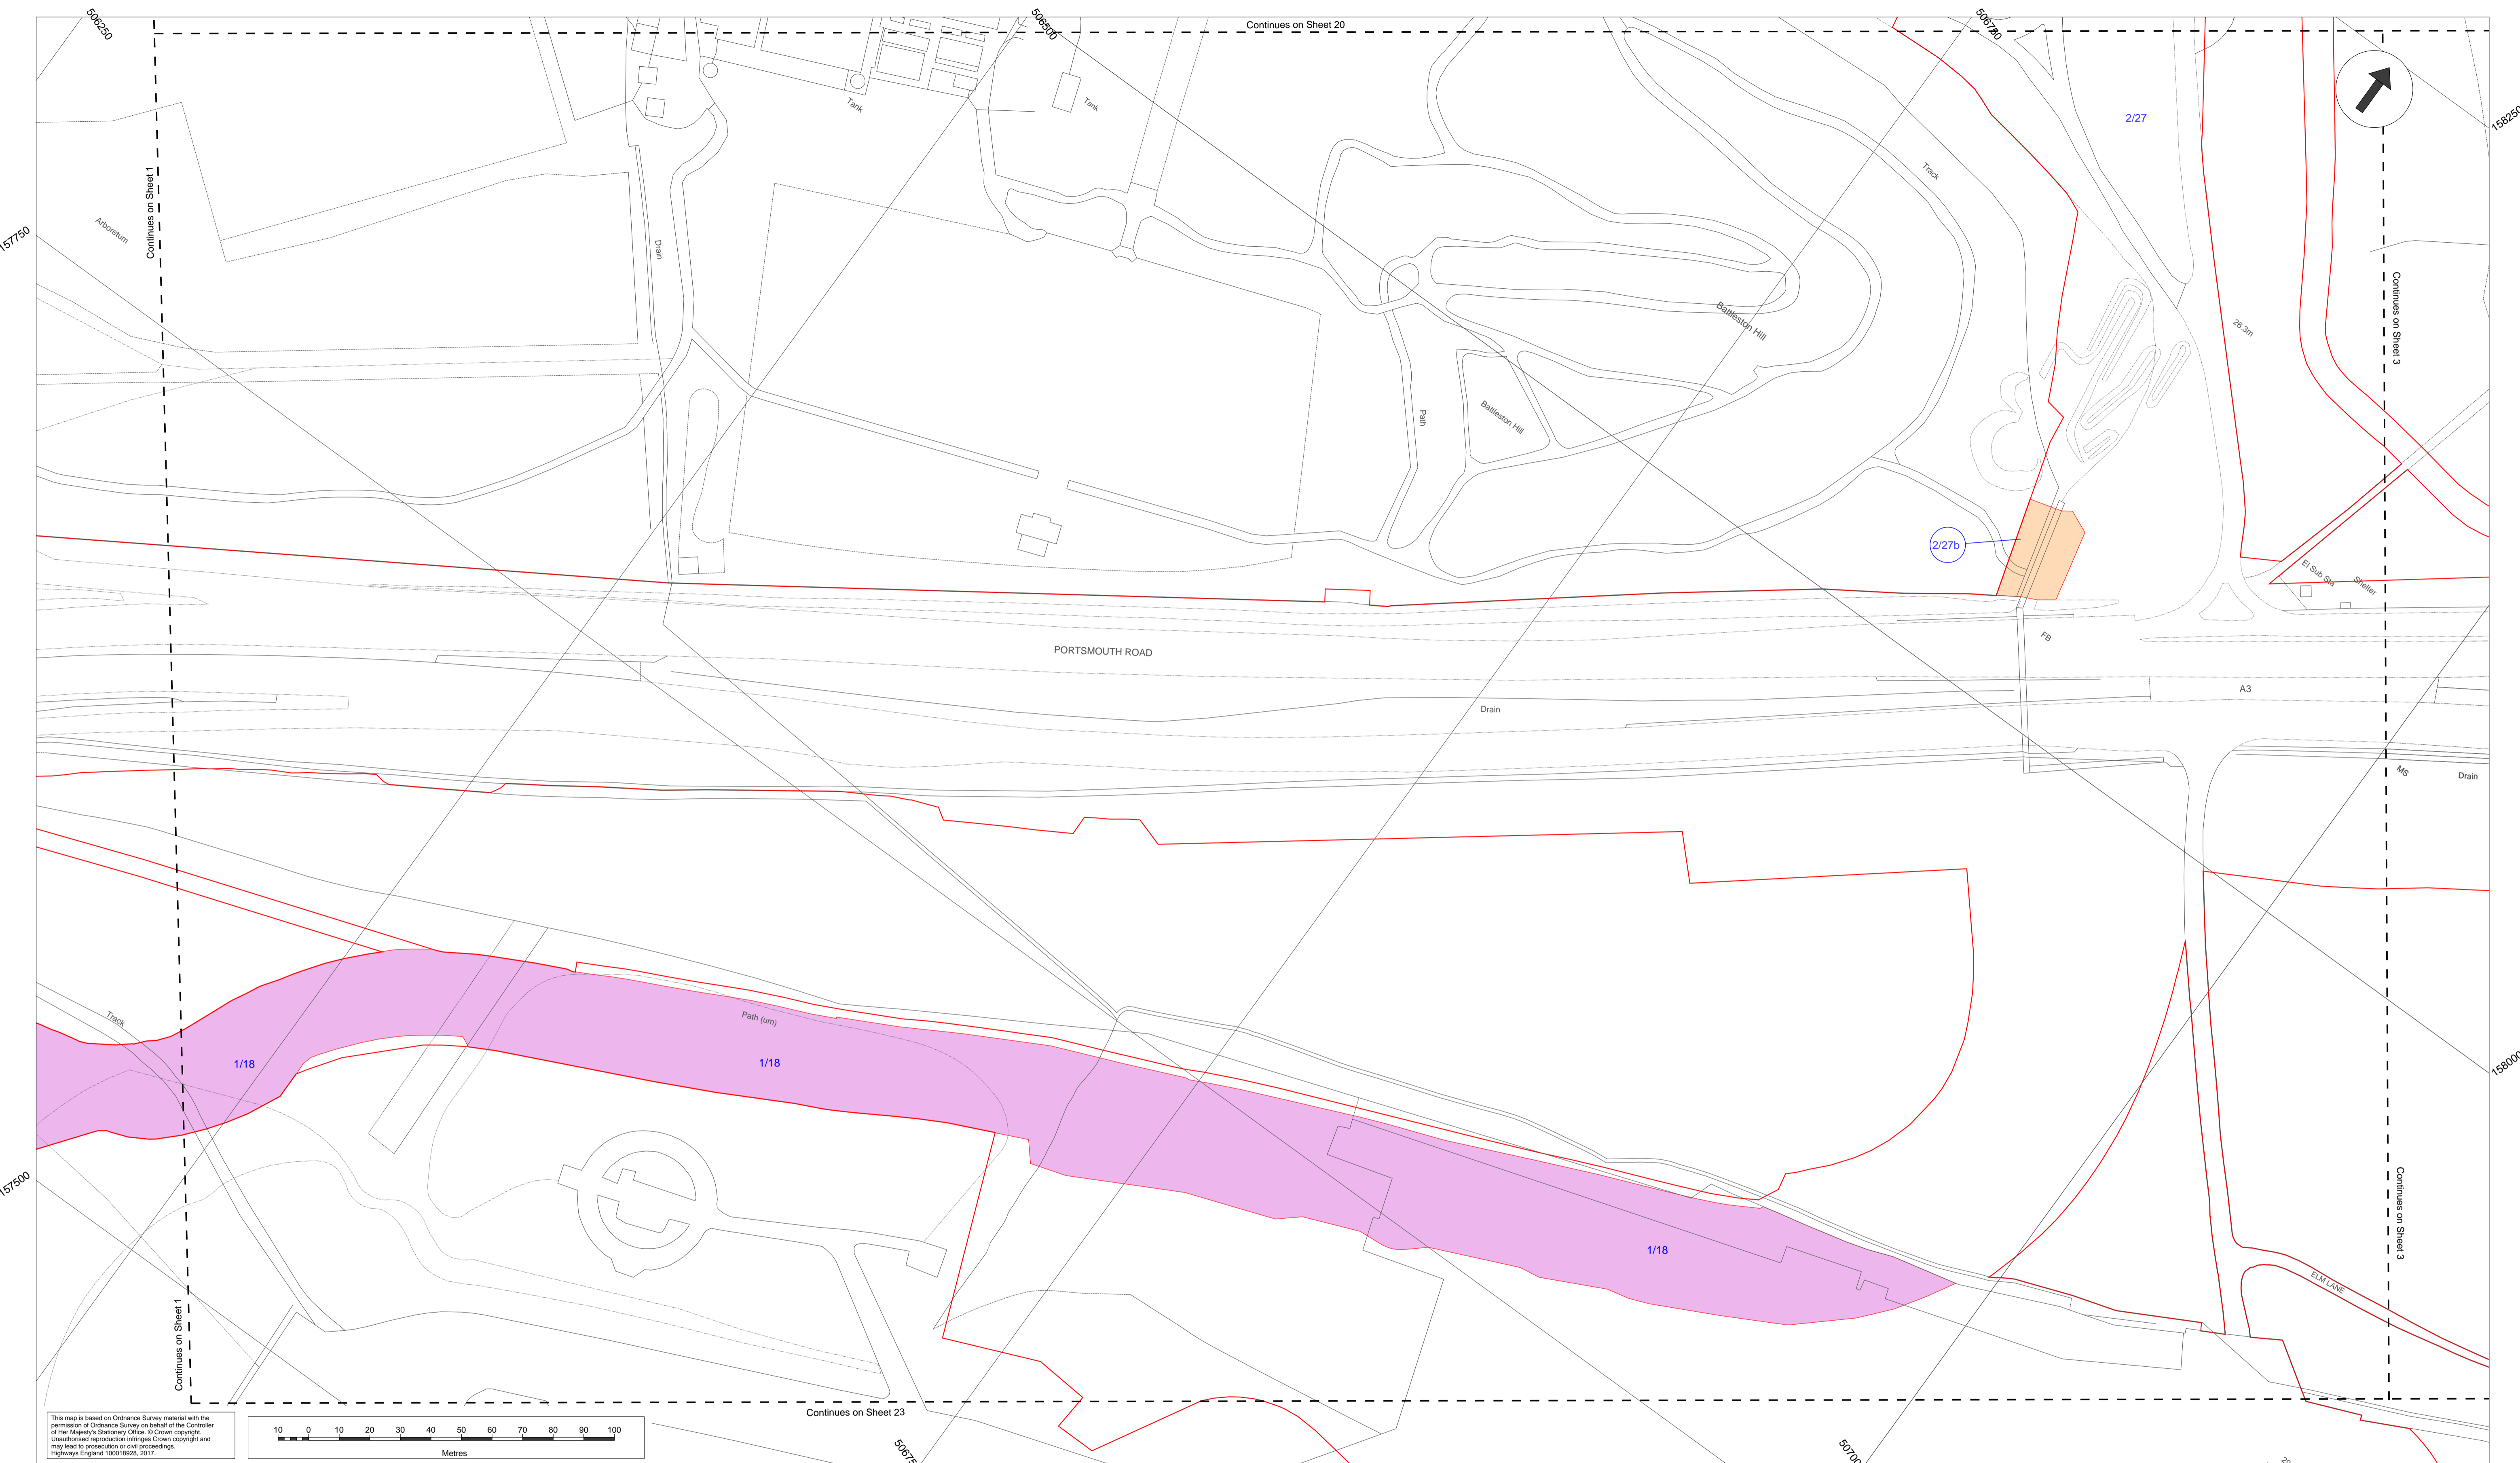 506250
506500
Continues on Sheet 20
506750
158250
2/27
Tank
Tank
Track
Continues on Sheet 1
Arboretum
157750
Drain
Continues on Sheet 3
26.3m
Battleston Hill
Battleston Hill
Path
2/27b
El Sub Sta
Shelter
FB
PORTSMOUTH ROAD
A3
Drain
MS
Drain
Track
Path (um)
1/18
1/18
158000
157500
Continues on Sheet 3
1/18
ELM LANE
Continues on Sheet 1
Continues on Sheet 23
This map is based on Ordnance Survey material with the
permission of Ordnance Survey on behalf of the Controller
of Her Majesty's Stationery Office. © Crown copyright.
Unauthorised reproduction infringes Crown copyright and
may lead to prosecution or civil proceedings.
Highways England 100018928, 2017.
10 0 10 20 30 40 50 60 70 80 90 100
Metres